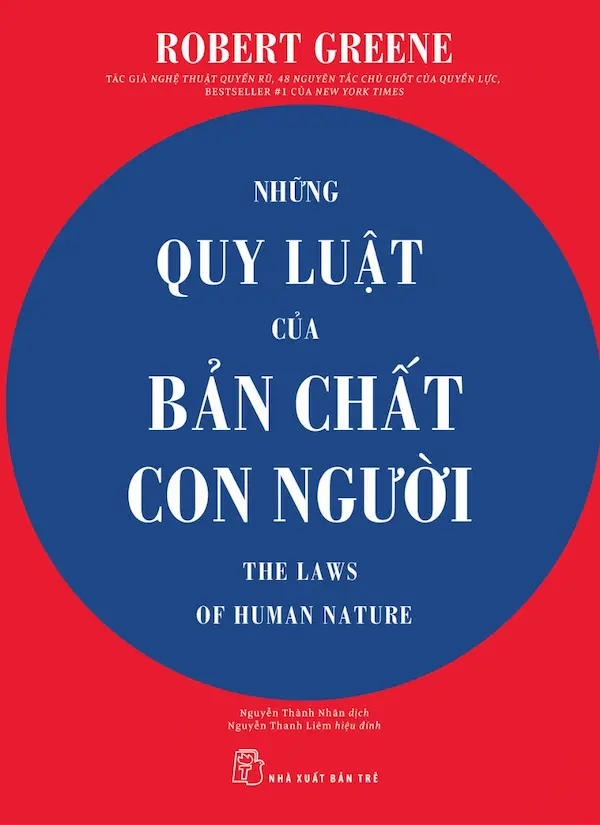 ROBERT GREENE
TÁC GIẢ NGHỆ THUẬT QUYẾN RŨ, 48 NGUYÊN TẮC CHỦ CHỐT CỦA QUYỀN LỰC,
BESTSELLER #1 CỦA NEW YORK TIMES
NHỮNG
QUY LUẬT
CỦA
BẢN CHẤT
CON NGƯỜI
THE LAWS
OF HUMAN NATURE
Nguyễn Thành Nhân dịch
Nguyễn Thanh Liêm hiệu đính
NHÀ XUẤT BẢN TRẺ